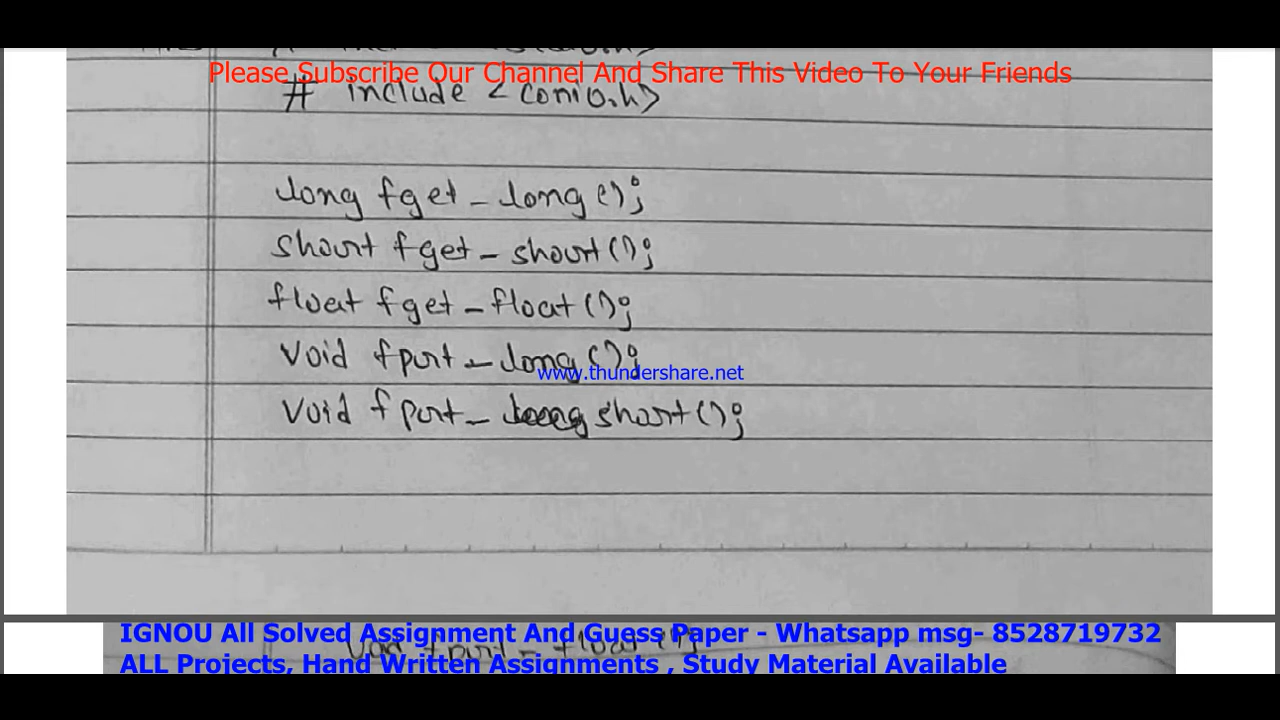 Please Subscribe Our Channel And Share This Video To Your Friends
# include <conio.h>
long fget_long();
short fget_short();
float fget_float();
void fput_long();
www.thundershare.net
void fput_short();
void fput_float();
IGNOU All Solved Assignment And Guess Paper - Whatsapp msg- 8528719732
ALL Projects, Hand Written Assignments , Study Material Available